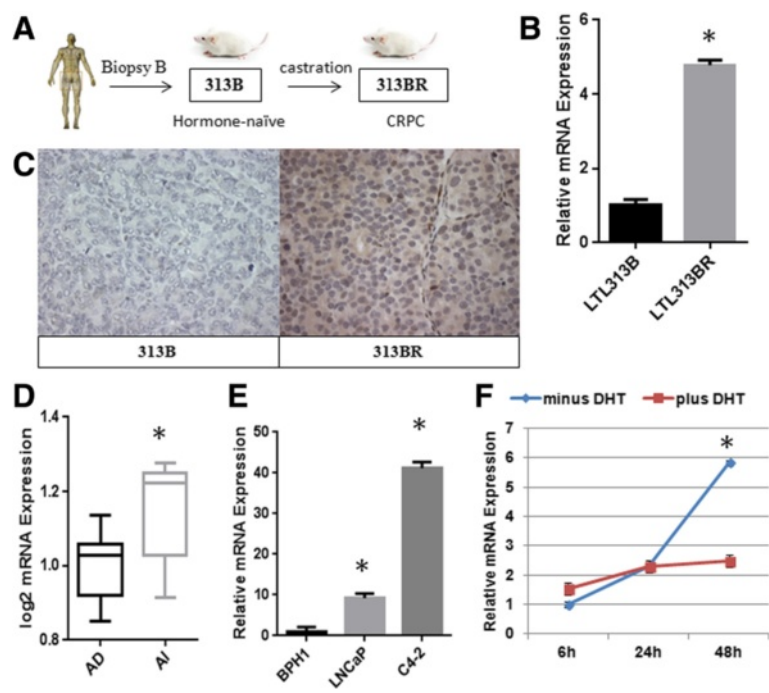 A
Biopsy B
313B
Hormone-naïve
castration
313BR
CRPC
B
Relative mRNA Expression
6
4
2
0
*
LTL313B
LTL313BR
C
313B
313BR
D
log2 mRNA Expression
1.4
1.2
1.0
0.8
*
AD
AI
E
Relative mRNA Expression
50
40
30
20
10
0
*
*
BPH1
LNCaP
C4-2
F
minus DHT
plus DHT
Relative mRNA Expression
7
6
5
4
3
2
1
0
*
6h
24h
48h